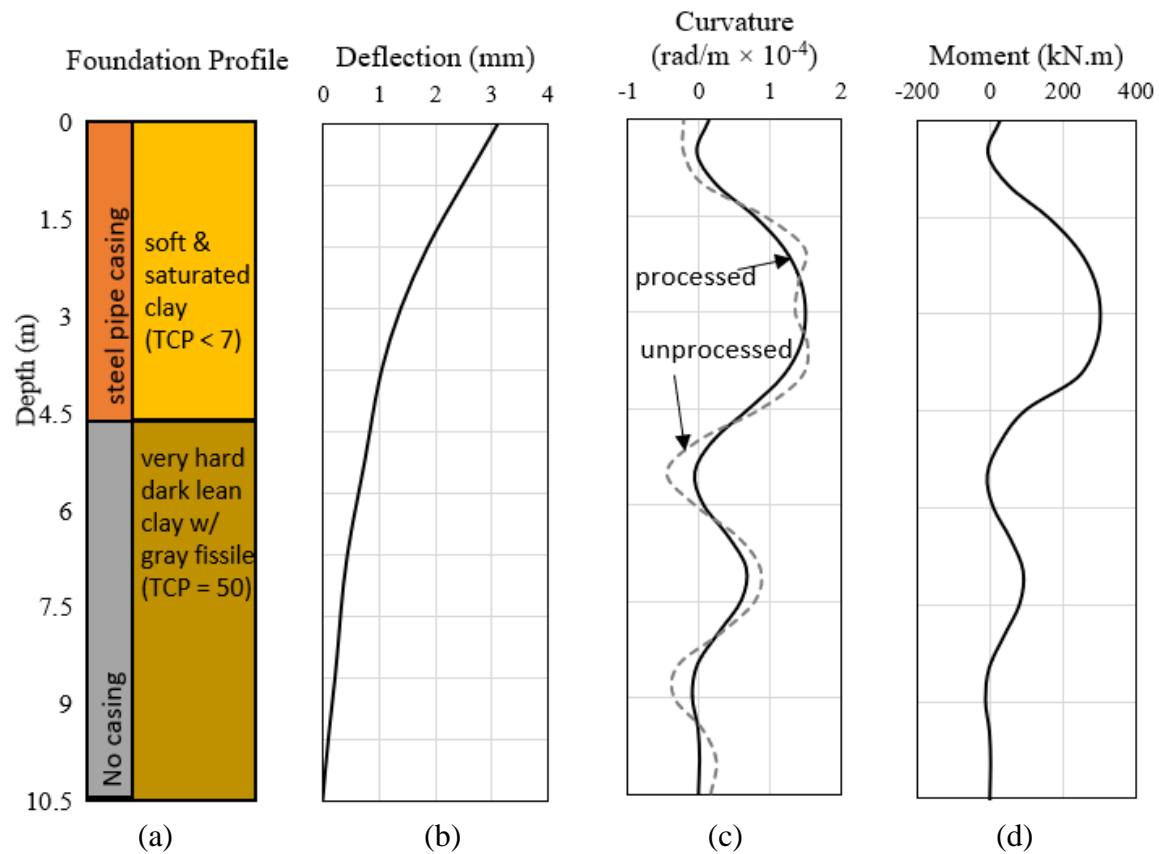 Foundation Profile
Deflection (mm)
Curvature
(rad/m × 10⁻⁴)
Moment (kN.m)
0 1 2 3 4
-1 0 1 2
-200 0 200 400
Depth (m)
0
1.5
3
4.5
6
7.5
9
10.5
steel pipe casing
No casing
soft &
saturated
clay
(TCP < 7)
very hard
dark lean
clay w/
gray fissile
(TCP = 50)
processed
unprocessed
(a)
(b)
(c)
(d)